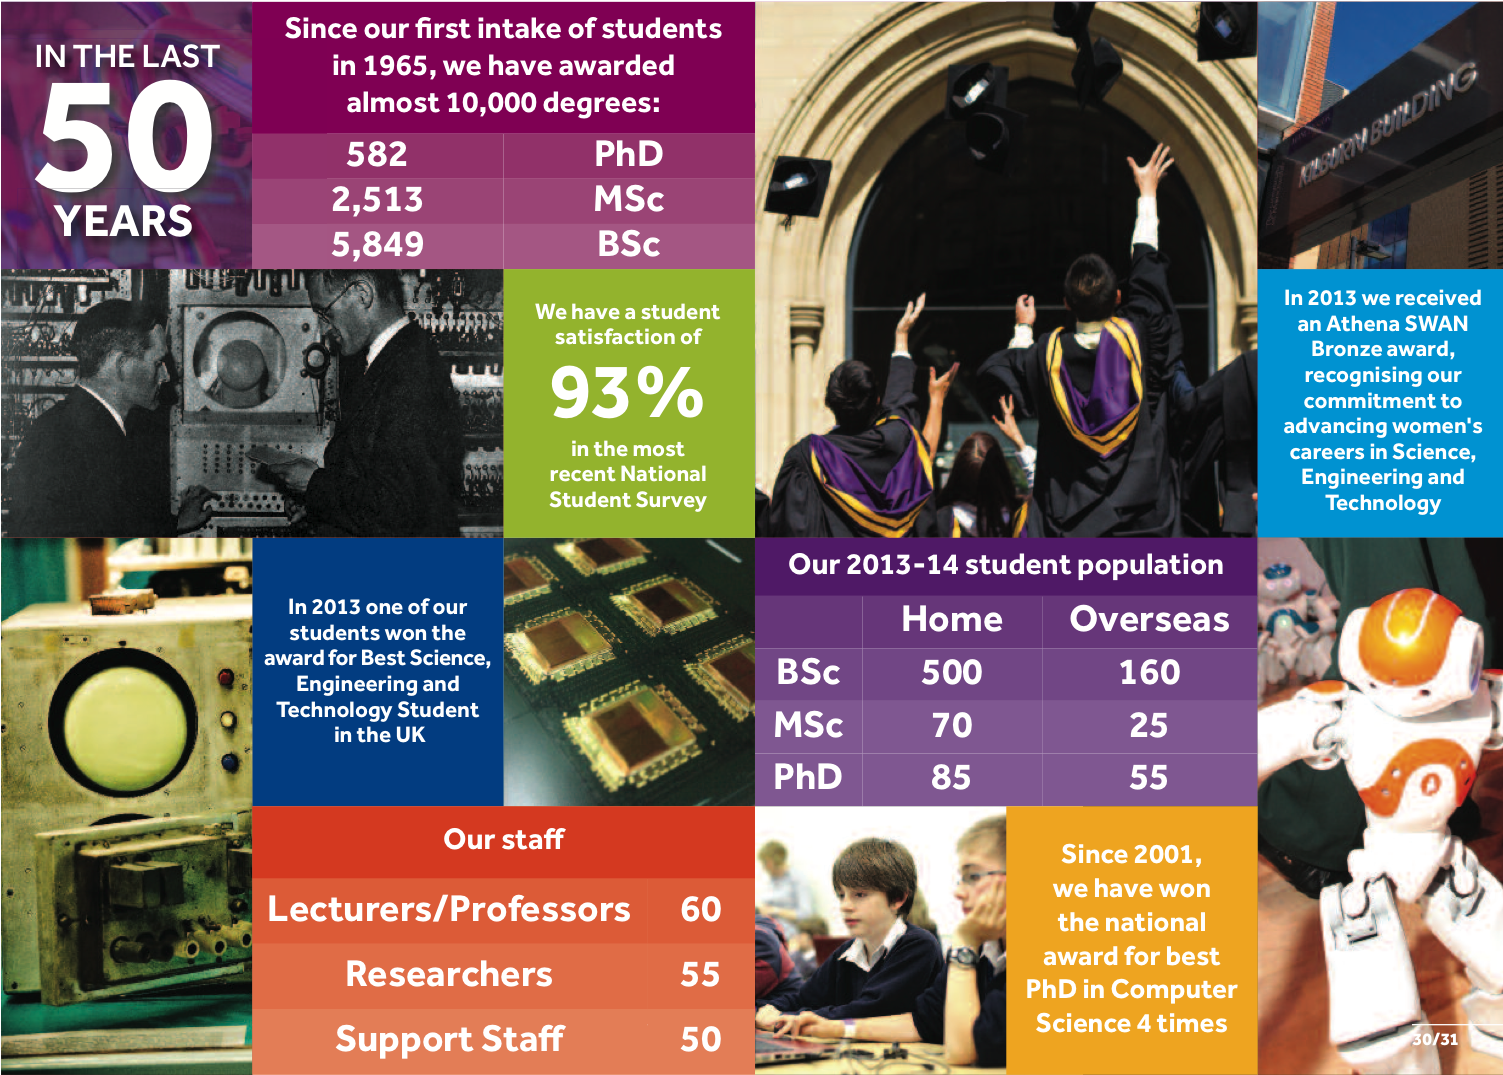 IN THE LAST
50
YEARS
Since our first intake of students
in 1965, we have awarded
almost 10,000 degrees:
582 PhD
2,513 MSc
5,849 BSc
KILBURN BUILDING
We have a student
satisfaction of
93%
in the most
recent National
Student Survey
In 2013 we received
an Athena SWAN
Bronze award,
recognising our
commitment to
advancing women's
careers in Science,
Engineering and
Technology
In 2013 one of our
students won the
award for Best Science,
Engineering and
Technology Student
in the UK
Our 2013-14 student population
Home Overseas
BSc 500 160
MSc 70 25
PhD 85 55
Our staff
Lecturers/Professors 60
Researchers 55
Support Staff 50
Since 2001,
we have won
the national
award for best
PhD in Computer
Science 4 times
30/31